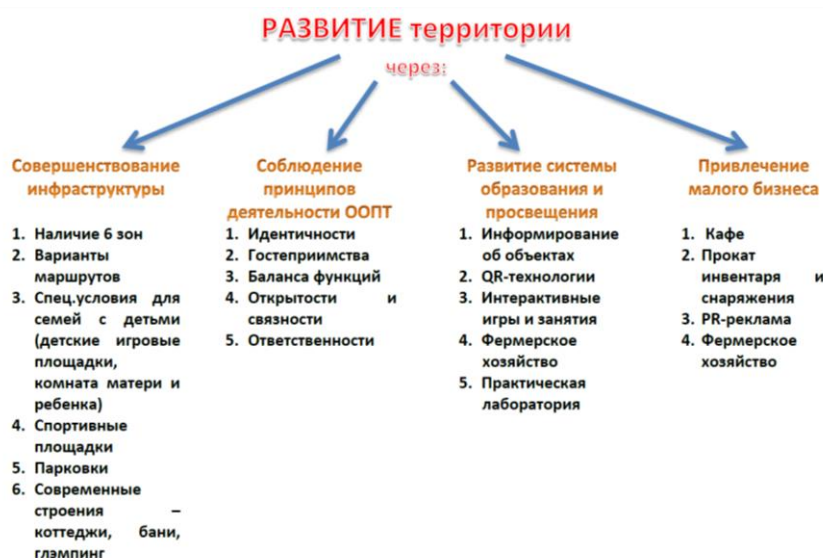 РАЗВИТИЕ территории
через:
Совершенствование
инфраструктуры
1. Наличие 6 зон
2. Варианты
маршрутов
3. Спец.условия для
семей с детьми
(детские игровые
площадки,
комната матери и
ребенка)
4. Спортивные
площадки
5. Парковки
6. Современные
строения –
коттеджи, бани,
глэмпинг
Соблюдение
принципов
деятельности ООПТ
1. Идентичности
2. Гостеприимства
3. Баланса функций
4. Открытости и
связности
5. Ответственности
Развитие системы
образования и
просвещения
1. Информирование
об объектах
2. QR-технологии
3. Интерактивные
игры и занятия
4. Фермерское
хозяйство
5. Практическая
лаборатория
Привлечение
малого бизнеса
1. Кафе
2. Прокат
инвентаря и
снаряжения
3. PR-реклама
4. Фермерское
хозяйство